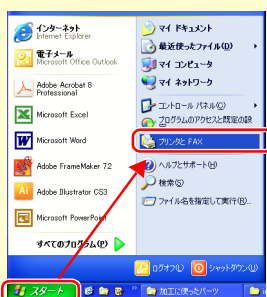 インターネット
Internet Explorer
電子メール
Microsoft Office Outlook
Adobe Acrobat 8
Professional
Microsoft Excel
Microsoft Word
Adobe FrameMaker 7.2
Adobe Illustrator CS3
Microsoft PowerPoi
すべてのプログラム(P)
マイ ドキュメント
最近使ったファイル(D)
マイ コンピュータ
マイ ネットワーク
コントロール パネル(C)
プログラムのアクセスと既定の設
プリンタと FAX
ヘルプとサポート(H)
検索(S)
ファイル名を指定して実行(R)...
ログオフ(L)
シャットダウン(U)
スタート
加工に使ったパーツ